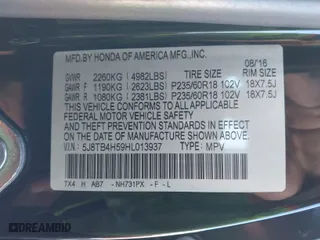 MFD.BY HONDA OF AMERICA MFG.,INC. 08/16
GVWR 2260KG (4982LBS) TIRE SIZE RIM SIZE
GAWR F 1190KG (2623LBS) P235/60R18 102V 18X7.5J
GAWR R 1080KG (2381LBS) P235/60R18 102V 18X7.5J
THIS VEHICLE CONFORMS TO ALL APPLICABLE
FEDERAL MOTOR VEHICLE SAFETY AND THEFT PREVENTION STANDARDS IN EFFECT ON THE DATE OF MANUFACTURE SHOWN ABOVE.
V.I.N.: 5J8TB4H59HL013937 TYPE: MPV
TX4 H AB7 - NH731PX - F - L
DREAMBID